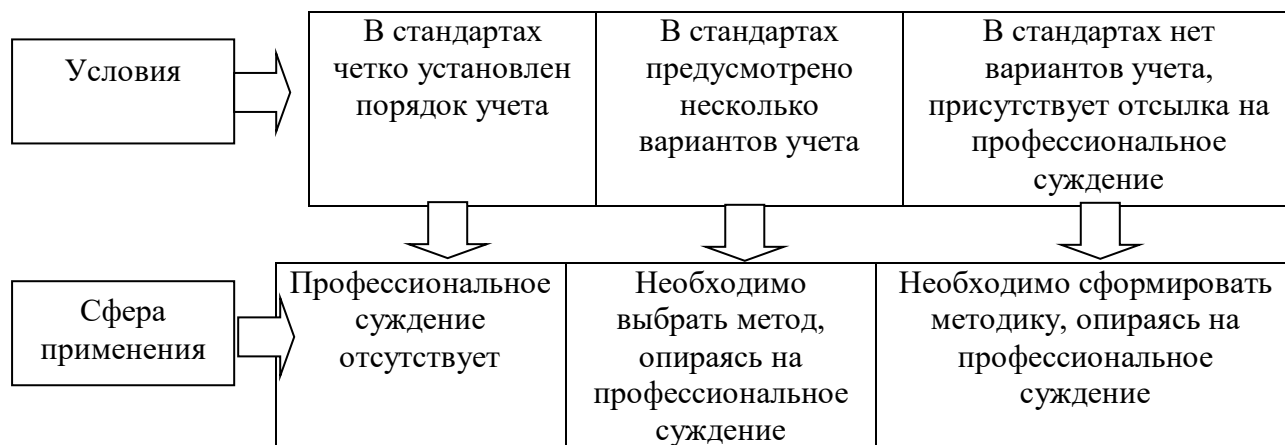 Условия
В стандартах
четко установлен
порядок учета
В стандартах
предусмотрено
несколько
вариантов учета
В стандартах нет
вариантов учета,
присутствует отсылка на
профессиональное
суждение
Сфера
применения
Профессиональное
суждение
отсутствует
Необходимо
выбрать метод,
опираясь на
профессиональное
суждение
Необходимо сформировать
методику, опираясь на
профессиональное
суждение